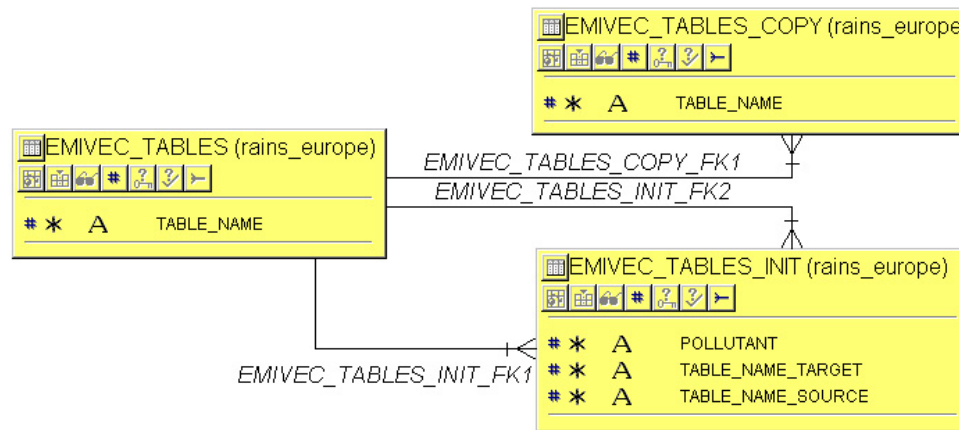 EMIVEC_TABLES_COPY (rains_europe
# * A TABLE_NAME
EMIVEC_TABLES (rains_europe)
# * A TABLE_NAME
EMIVEC_TABLES_COPY_FK1
EMIVEC_TABLES_INIT_FK2
EMIVEC_TABLES_INIT (rains_europe)
# * A POLLUTANT
# * A TABLE_NAME_TARGET
# * A TABLE_NAME_SOURCE
EMIVEC_TABLES_INIT_FK1